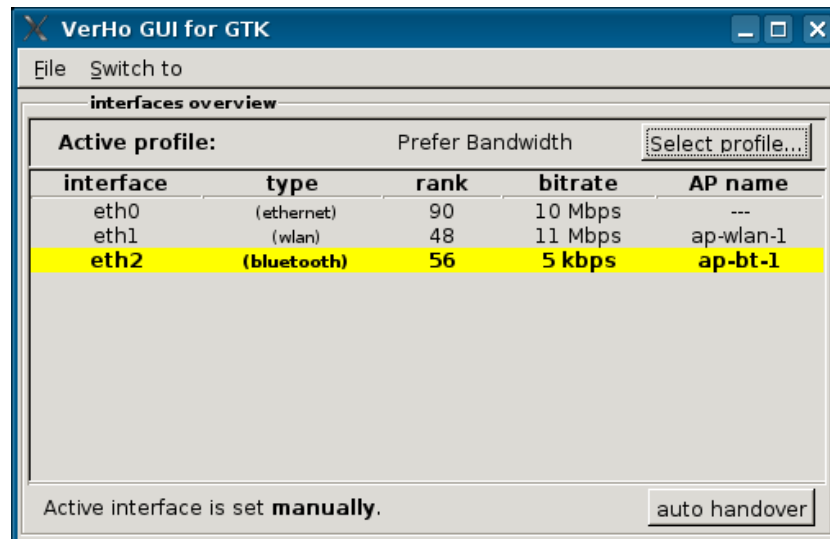 VerHo GUI for GTK
File Switch to
interfaces overview
Active profile: Prefer Bandwidth Select profile...
interface type rank bitrate AP name
eth0 (ethernet) 90 10 Mbps ---
eth1 (wlan) 48 11 Mbps ap-wlan-1
eth2 (bluetooth) 56 5 kbps ap-bt-1
Active interface is set manually. auto handover